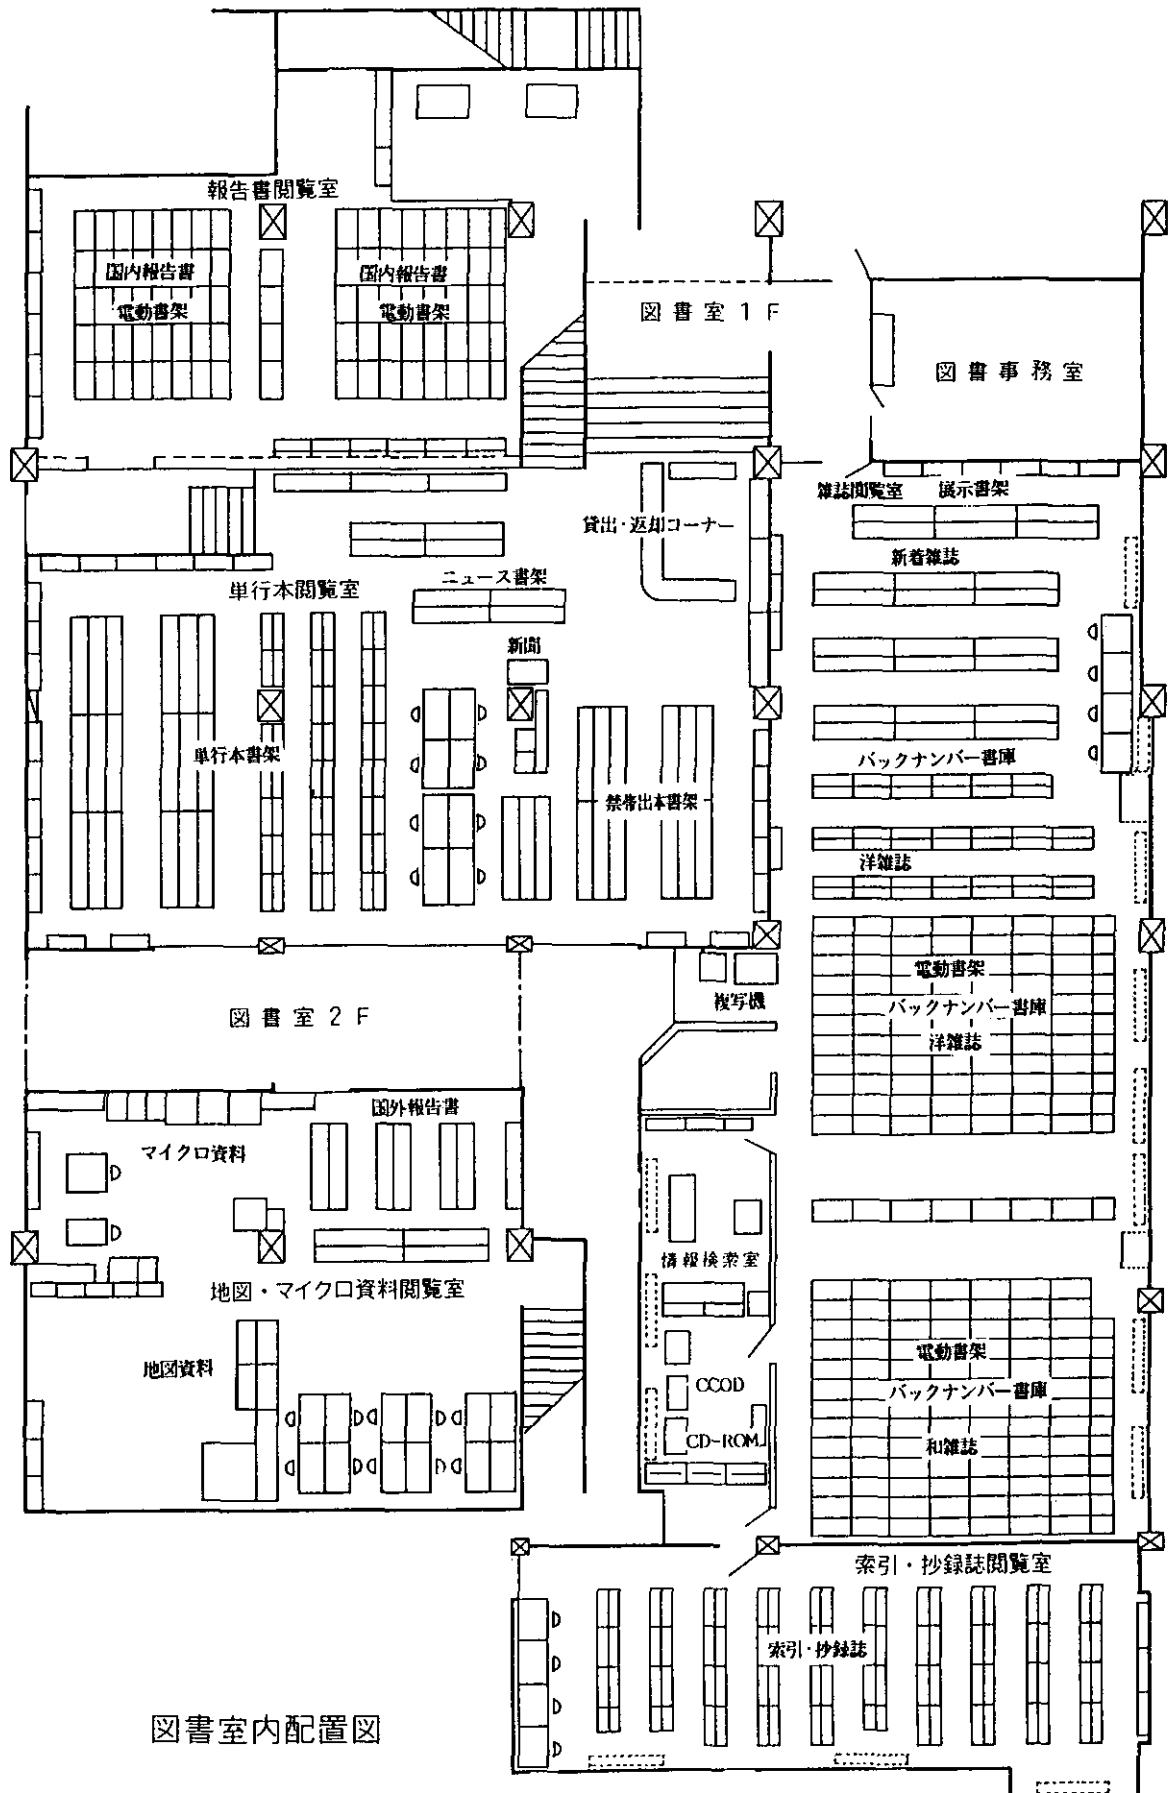 報告書閲覧室
国内報告書
電動書架
国内報告書
電動書架
図書室1F
図書事務室
雑誌閲覧室
展示書架
貸出・返却コーナー
新着雑誌
ニュース書架
単行本閲覧室
新聞
単行本書架
禁帯出本書架
バックナンバー書庫
洋雑誌
電動書架
バックナンバー書庫
洋雑誌
複写機
図書室2F
国外報告書
マイクロ資料
情報検索室
地図・マイクロ資料閲覧室
地図資料
CCOD
CD-ROM
電動書架
バックナンバー書庫
和雑誌
索引・抄録誌閲覧室
索引・抄録誌
図書室内配置図